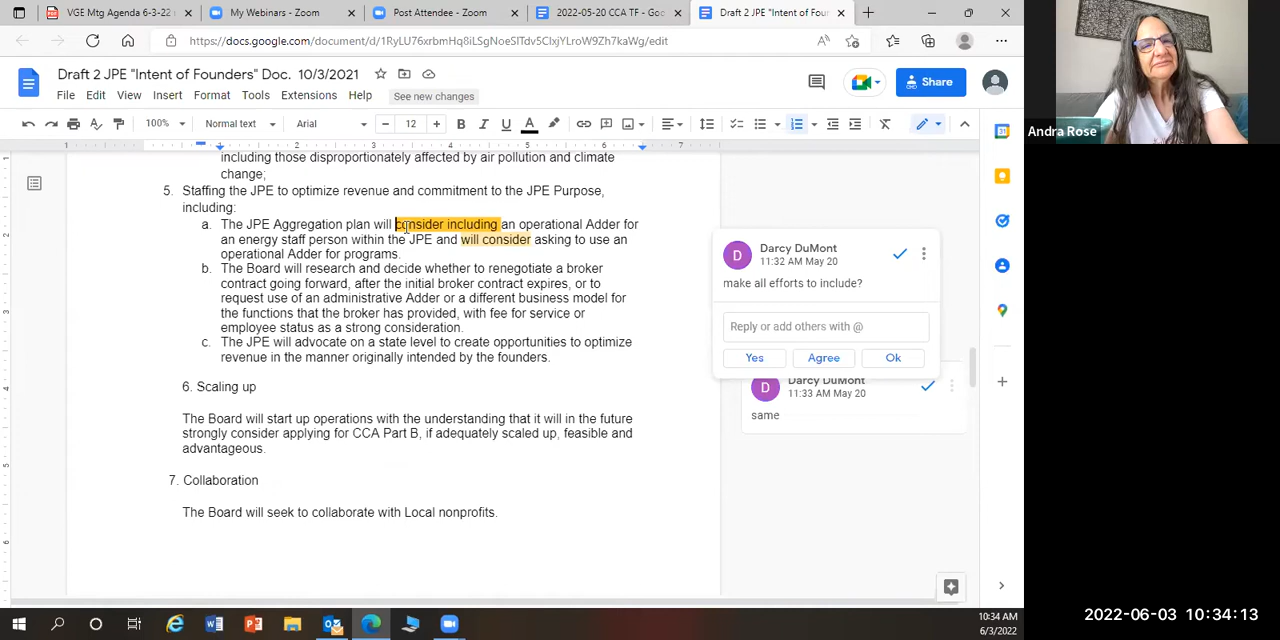 VGE Mtg Agenda 6-3-22
My Webinars - Zoom
Post Attendee - Zoom
2022-05-20 CCA TF - Goo
Draft 2 JPE "Intent of Foun
https://docs.google.com/document/d/1RyLU76xrbmHq8iLSgNoeSlTdv5CIxjYLroW9Zh7kaWg/edit
Draft 2 JPE "Intent of Founders" Doc. 10/3/2021
File Edit View Insert Format Tools Extensions Help See new changes
Share
100% Normal text Arial 12 B I U A
1 1 2 3 4 5 6 7
including those disproportionately affected by air pollution and climate
change;
5. Staffing the JPE to optimize revenue and commitment to the JPE Purpose,
including:
a. The JPE Aggregation plan will consider including an operational Adder for
an energy staff person within the JPE and will consider asking to use an
operational Adder for programs.
b. The Board will research and decide whether to renegotiate a broker
contract going forward, after the initial broker contract expires, or to
request use of an administrative Adder or a different business model for
the functions that the broker has provided, with fee for service or
employee status as a strong consideration.
c. The JPE will advocate on a state level to create opportunities to optimize
revenue in the manner originally intended by the founders.
6. Scaling up
The Board will start up operations with the understanding that it will in the future
strongly consider applying for CCA Part B, if adequately scaled up, feasible and
advantageous.
7. Collaboration
The Board will seek to collaborate with Local nonprofits.
D Darcy DuMont
11:32 AM May 20
make all efforts to include?
Reply or add others with @
Yes Agree Ok
D Darcy DuMont
11:33 AM May 20
same
Andra Rose
10:34 AM
6/3/2022
2022-06-03 10:34:13